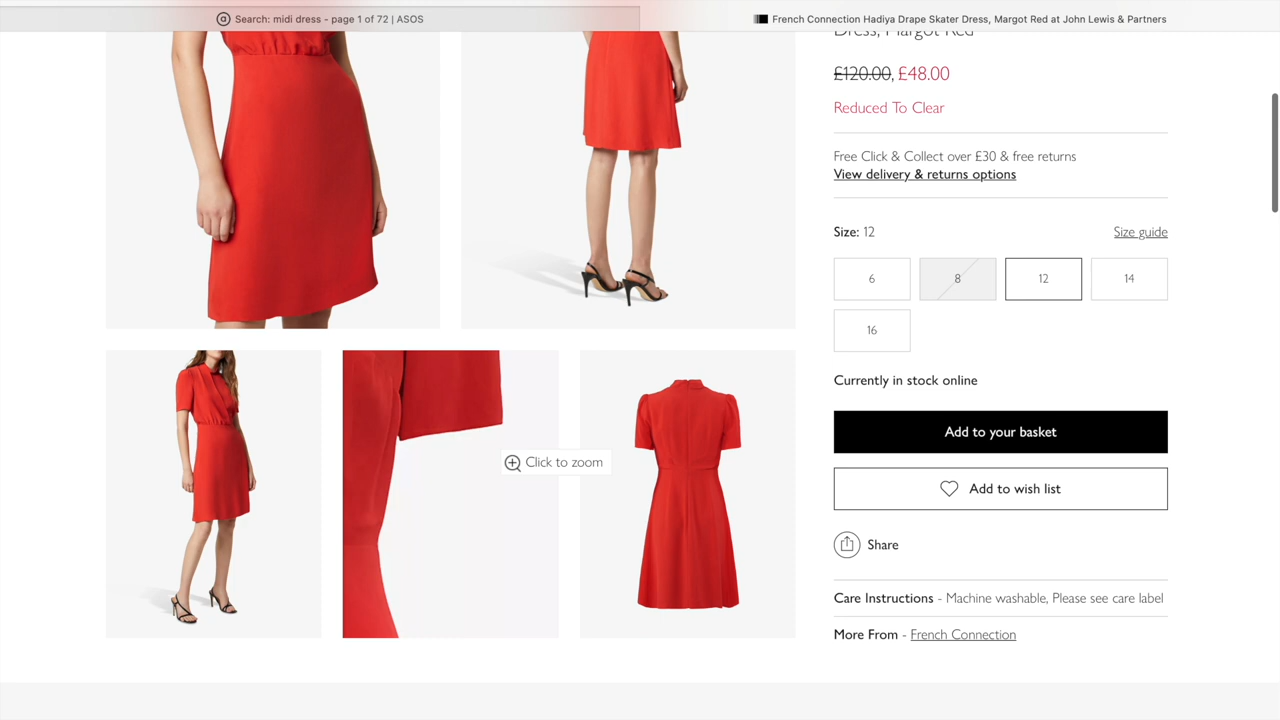 Search: midi dress - page 1 of 72 | ASOS
French Connection Hadiya Drape Skater Dress, Margot Red at John Lewis & Partners
Dress, Margot Red
£120.00, £48.00
Reduced To Clear
Free Click & Collect over £30 & free returns
View delivery & returns options
Size: 12
Size guide
6
8
12
14
16
Currently in stock online
Click to zoom
Add to your basket
Add to wish list
Share
Care Instructions - Machine washable, Please see care label
More From - French Connection